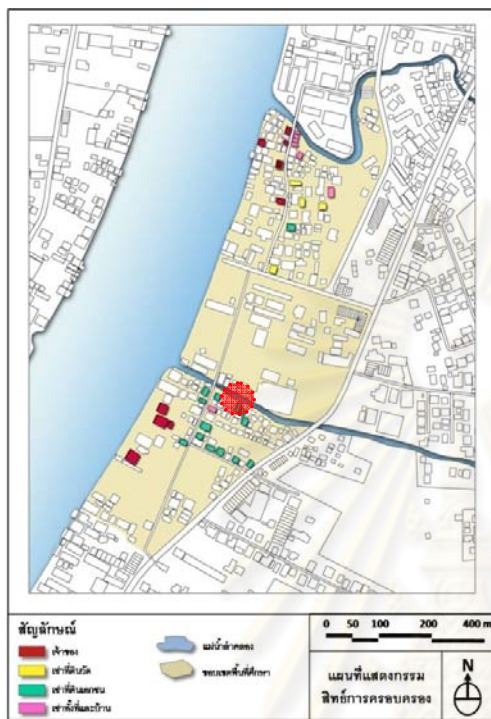 สัญลักษณ์
เจ้าของ
เช่าที่ดินวัด
เช่าที่ดินเอกชน
เช่าทั้งที่และบ้าน
แม่น้ำลำคลอง
ขอบเขตพื้นที่ศึกษา
0 50 100 200 400 m
แผนที่แสดงกรรม
สิทธิ์การครอบครอง
N